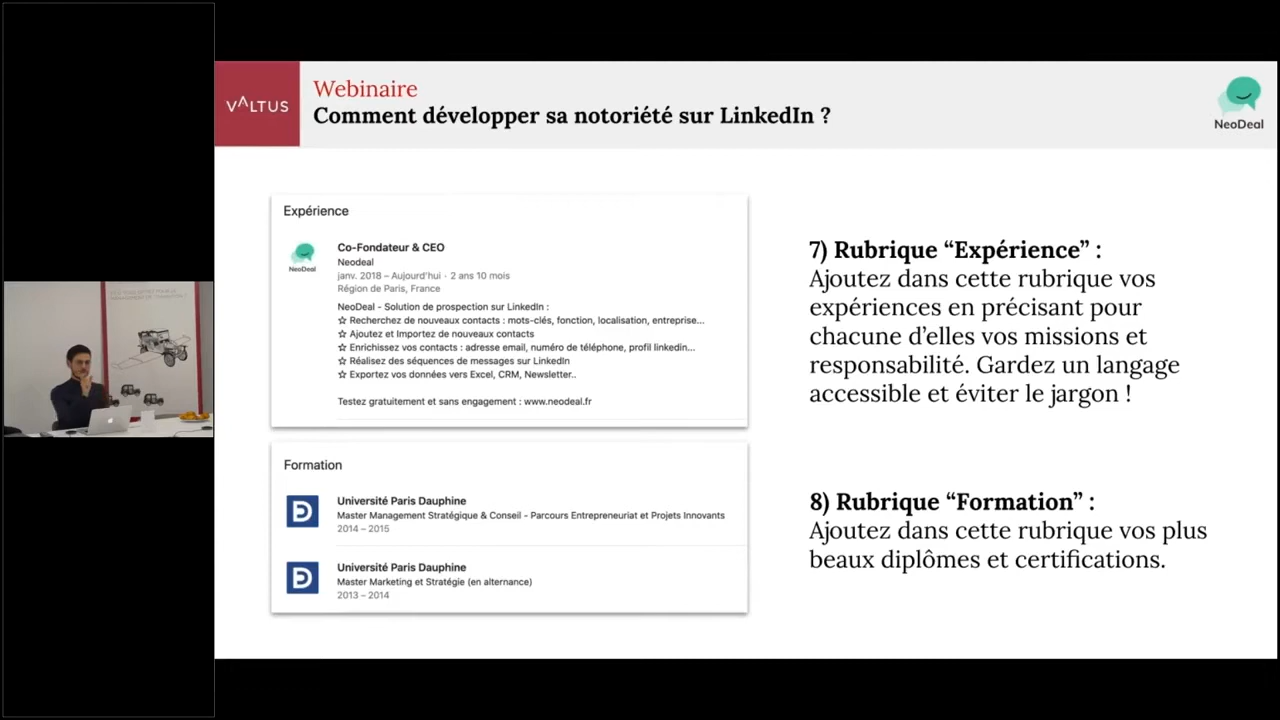 VALTUS
Webinaire
Comment développer sa notoriété sur LinkedIn ?
NeoDeal
Expérience
NeoDeal
Co-Fondateur & CEO
Neodeal
janv. 2018 – Aujourd'hui · 2 ans 10 mois
Région de Paris, France
NeoDeal - Solution de prospection sur LinkedIn :
☆ Recherchez de nouveaux contacts : mots-clés, fonction, localisation, entreprise...
☆ Ajoutez et Importez de nouveaux contacts
☆ Enrichissez vos contacts : adresse email, numéro de téléphone, profil linkedin...
☆ Réalisez des séquences de messages sur LinkedIn
☆ Exportez vos données vers Excel, CRM, Newsletter..
Testez gratuitement et sans engagement : www.neodeal.fr
7) Rubrique “Expérience” :
Ajoutez dans cette rubrique vos
expériences en précisant pour
chacune d’elles vos missions et
responsabilité. Gardez un langage
accessible et éviter le jargon !
Formation
D
Université Paris Dauphine
Master Management Stratégique & Conseil - Parcours Entrepreneuriat et Projets Innovants
2014 – 2015
D
Université Paris Dauphine
Master Marketing et Stratégie (en alternance)
2013 – 2014
8) Rubrique “Formation” :
Ajoutez dans cette rubrique vos plus
beaux diplômes et certifications.